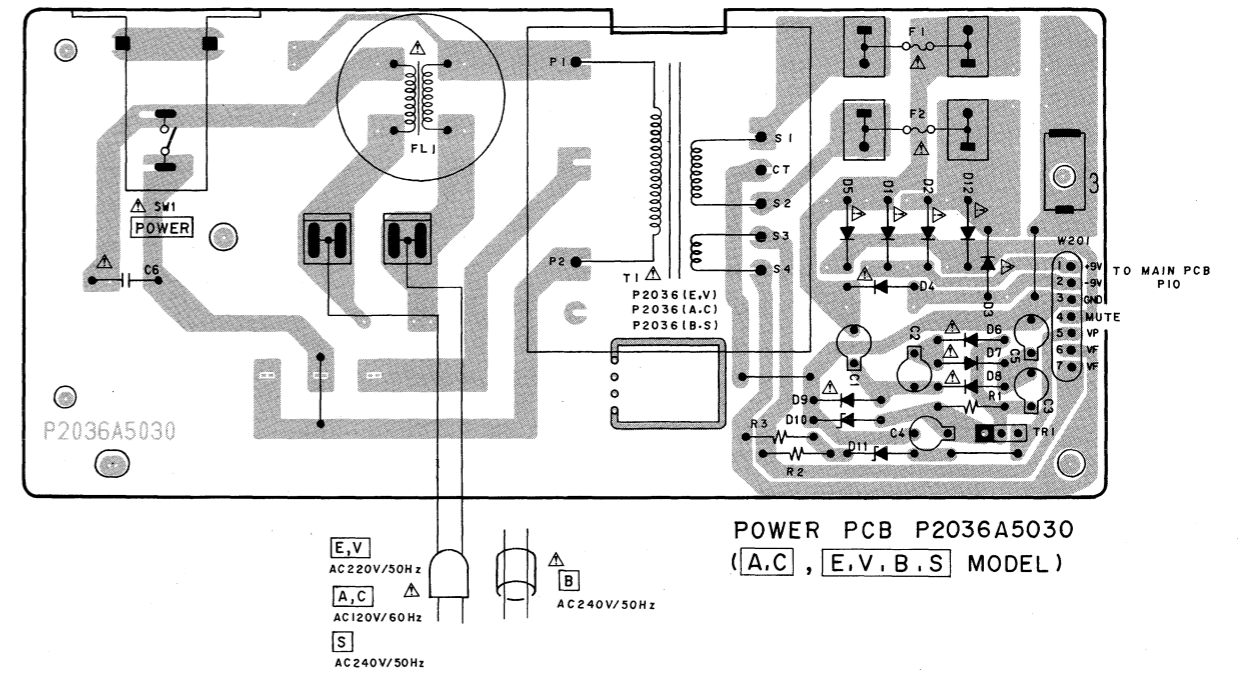 F1
P1
F2
S1
FL1
CT
D5
D1
D2
D12
3
SW1
S2
POWER
S3
W201
C6
P2
T1
S4
1 +9V
TO MAIN PCB
P10
2 -9V
D4
P2036(E,V)
P2036(A.C)
P2036(B-S)
D3
3 GND
4 MUTE
C2
D6
5 VP
C5
D7
6 VF
7 VF
C1
D8
D9
R1
C3
D10
R3
C4
TR1
P2036A5030
D11
R2
POWER PCB P2036A5030
(A.C , E.V.B.S MODEL)
E,V
AC220V/50Hz
A,C
AC120V/60Hz
S
AC240V/50Hz
B
AC240V/50Hz